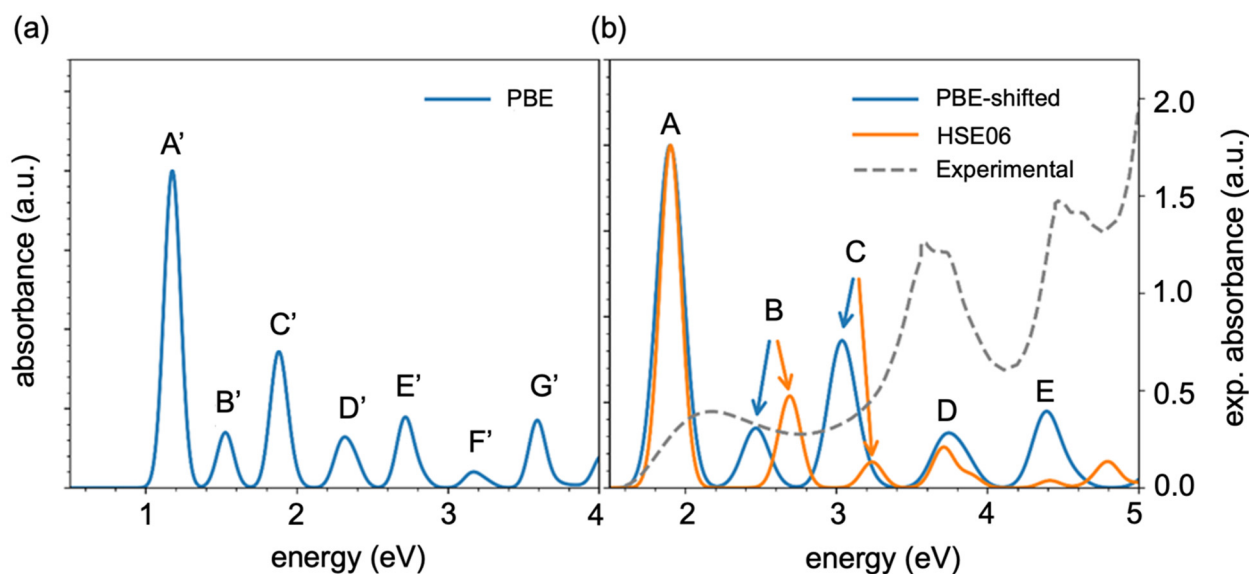 (a)
PBE
A’
B’
C’
D’
E’
F’
G’
absorbance (a.u.)
1
2
3
4
energy (eV)
(b)
PBE-shifted
HSE06
Experimental
A
B
C
D
E
absorbance (a.u.)
2
3
4
5
energy (eV)
2.0
1.5
1.0
0.5
0.0
exp. absorbance (a.u.)